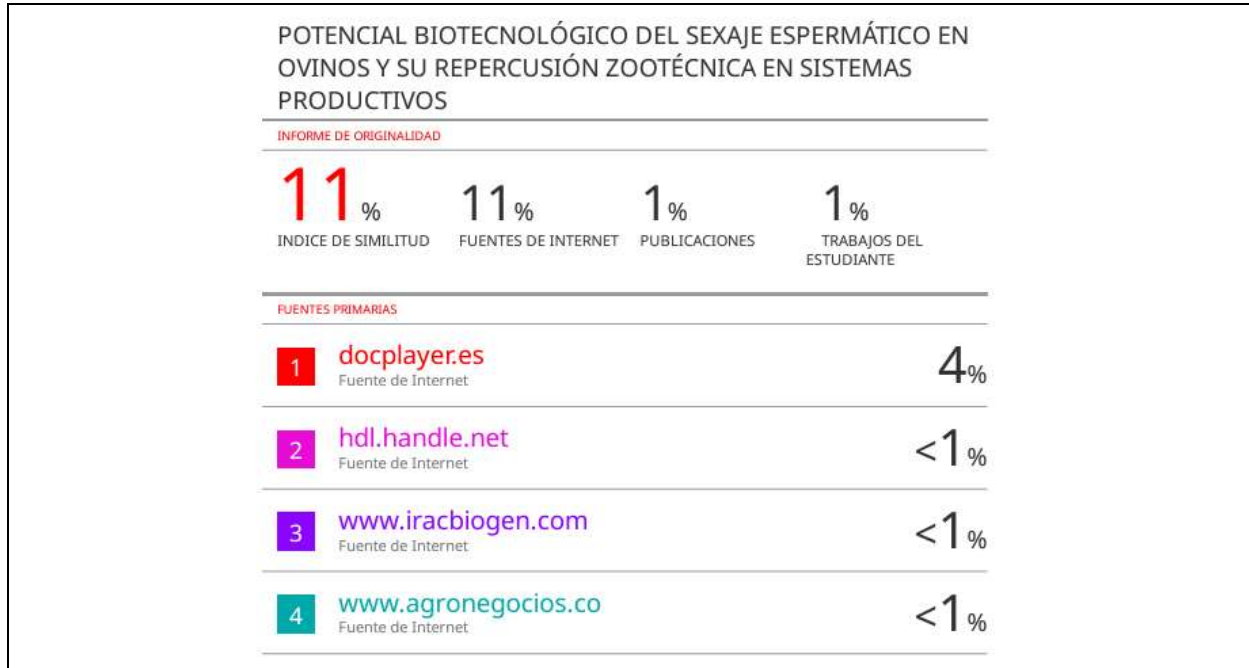 POTENCIAL BIOTECNOLÓGICO DEL SEXAJE ESPERMÁTICO EN
OVINOS Y SU REPERCUSIÓN ZOOTÉCNICA EN SISTEMAS
PRODUCTIVOS
INFORME DE ORIGINALIDAD
11% 11% 1% 1%
INDICE DE SIMILITUD FUENTES DE INTERNET PUBLICACIONES TRABAJOS DEL
ESTUDIANTE
FUENTES PRIMARIAS
1 docplayer.es 4%
Fuente de Internet
2 hdl.handle.net <1%
Fuente de Internet
3 www.iracbiogen.com <1%
Fuente de Internet
4 www.agronegocios.co <1%
Fuente de Internet